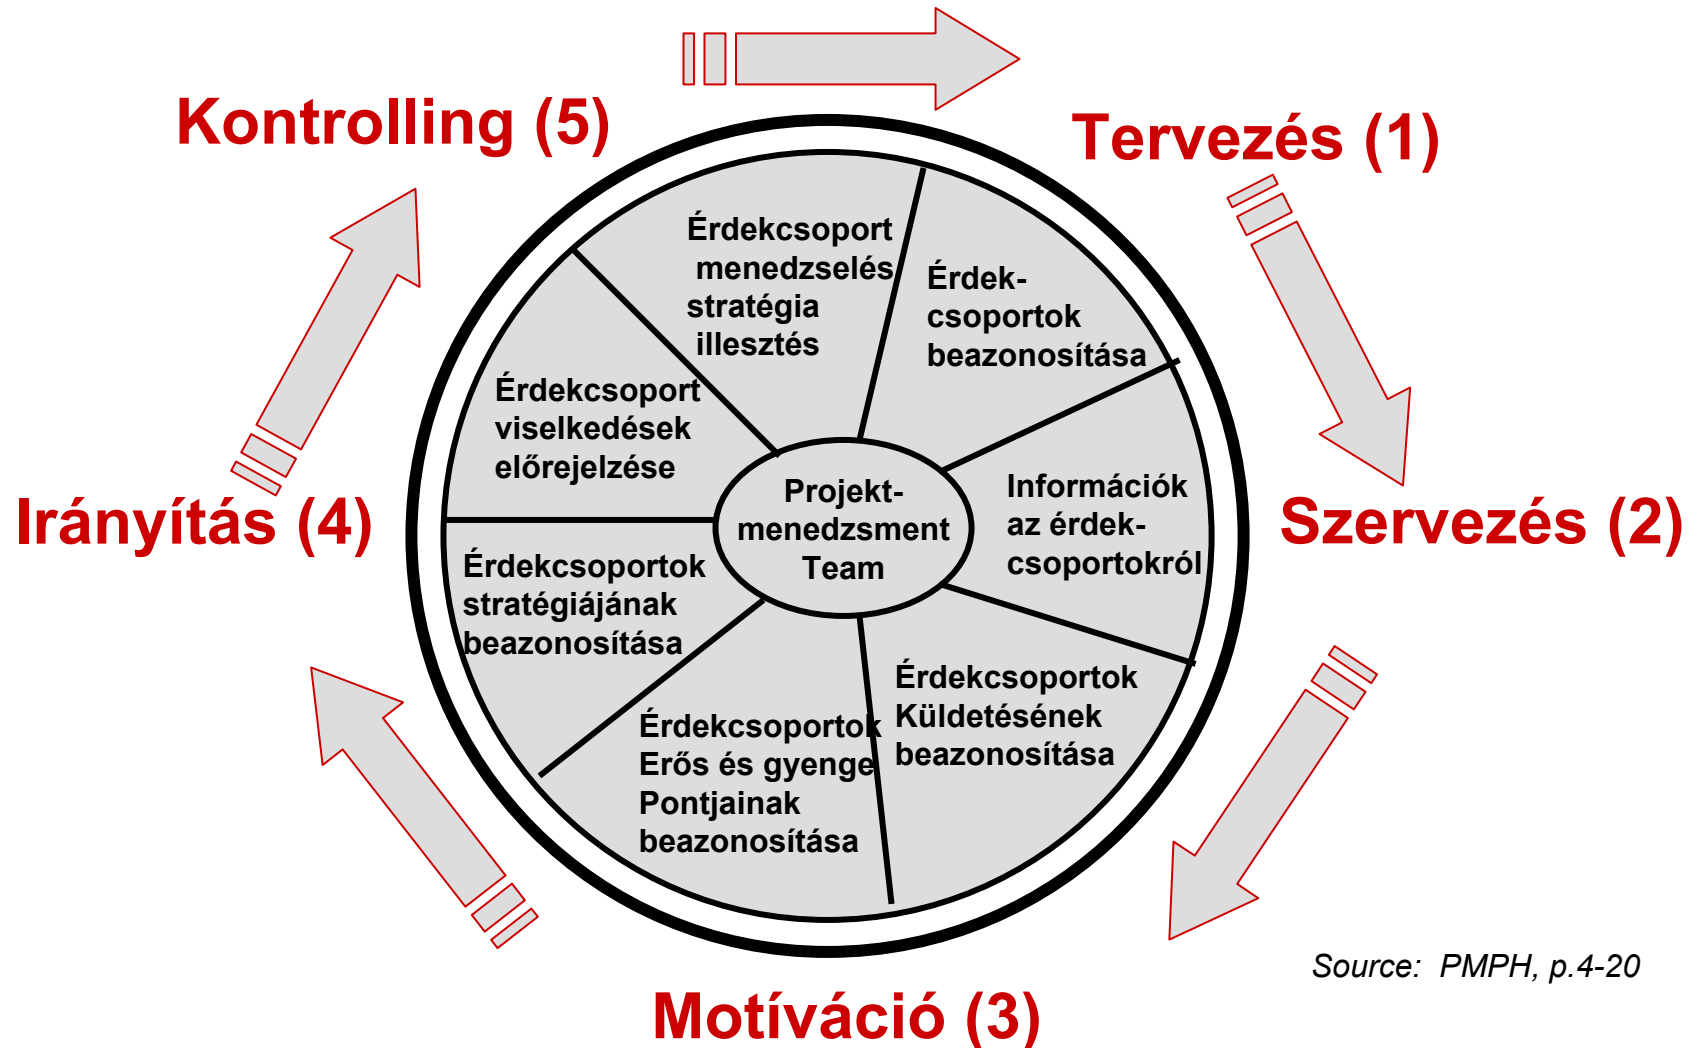 Kontrolling (5)
Tervezés (1)
Érdekcsoport
menedzselés
stratégia
illesztés
Érdek-
csoportok
beazonosítása
Érdekcsoport
viselkedések
előrejelzése
Projekt-
menedzsment
Team
Információk
az érdek-
csoportokról
Irányítás (4)
Szervezés (2)
Érdekcsoportok
stratégiájának
beazonosítása
Érdekcsoportok
Küldetésének
beazonosítása
Érdekcsoportok
Erős és gyenge
Pontjainak
beazonosítása
Source: PMPH, p.4-20
Motíváció (3)